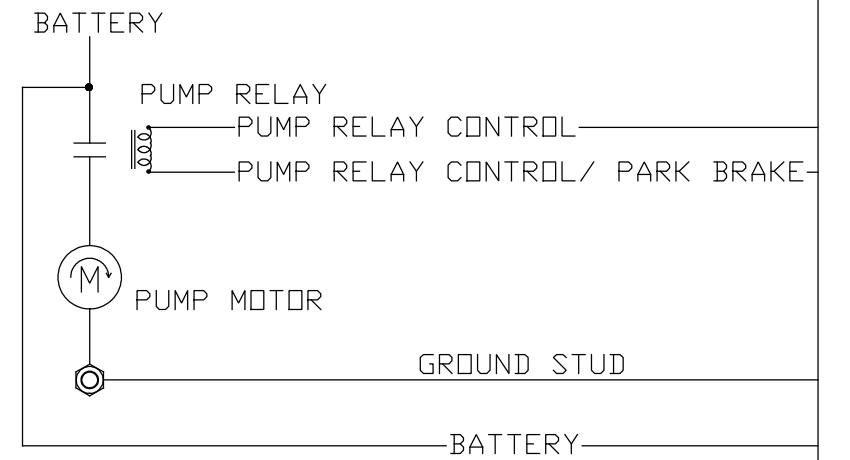 BATTERY
PUMP RELAY
PUMP RELAY CONTROL
PUMP RELAY CONTROL/ PARK BRAKE
M
PUMP MOTOR
GROUND STUD
BATTERY